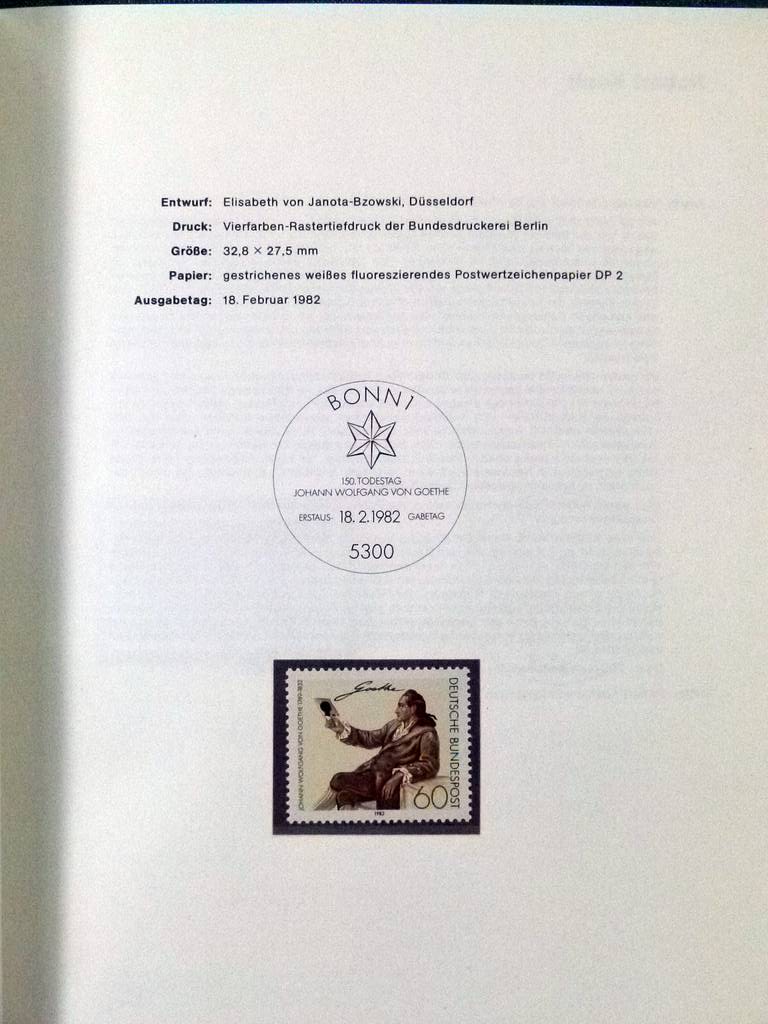 Entwurf: Elisabeth von Janota-Bzowski, Düsseldorf
Druck: Vierfarben-Rastertiefdruck der Bundesdruckerei Berlin
Größe: 32,8 × 27,5 mm
Papier: gestrichenes weißes fluoreszierendes Postwertzeichenpapier DP 2
Ausgabetag: 18. Februar 1982
BONN 1
150. TODESTAG
JOHANN WOLFGANG VON GOETHE
ERSTAUS- 18. 2. 1982 GABETAG
5300
JOHANN WOLFGANG VON GOETHE 1749-1832
Goethe
DEUTSCHE BUNDESPOST
60
1982